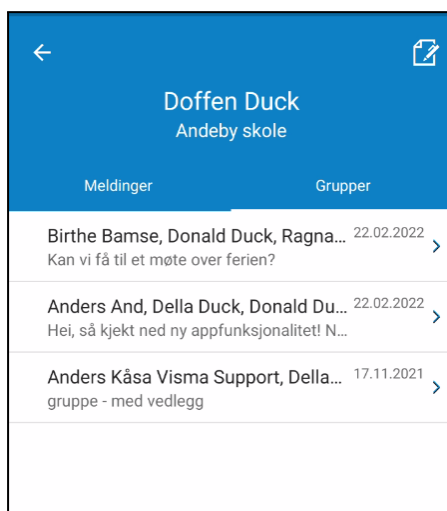 Doffen Duck
Andeby skole
Meldinger Grupper
Birthe Bamse, Donald Duck, Ragna... 22.02.2022
Kan vi få til et møte over ferien?
Anders And, Della Duck, Donald Du... 22.02.2022
Hei, så kjekt ned ny appfunksjonalitet! N...
Anders Kåsa Visma Support, Della... 17.11.2021
gruppe - med vedlegg